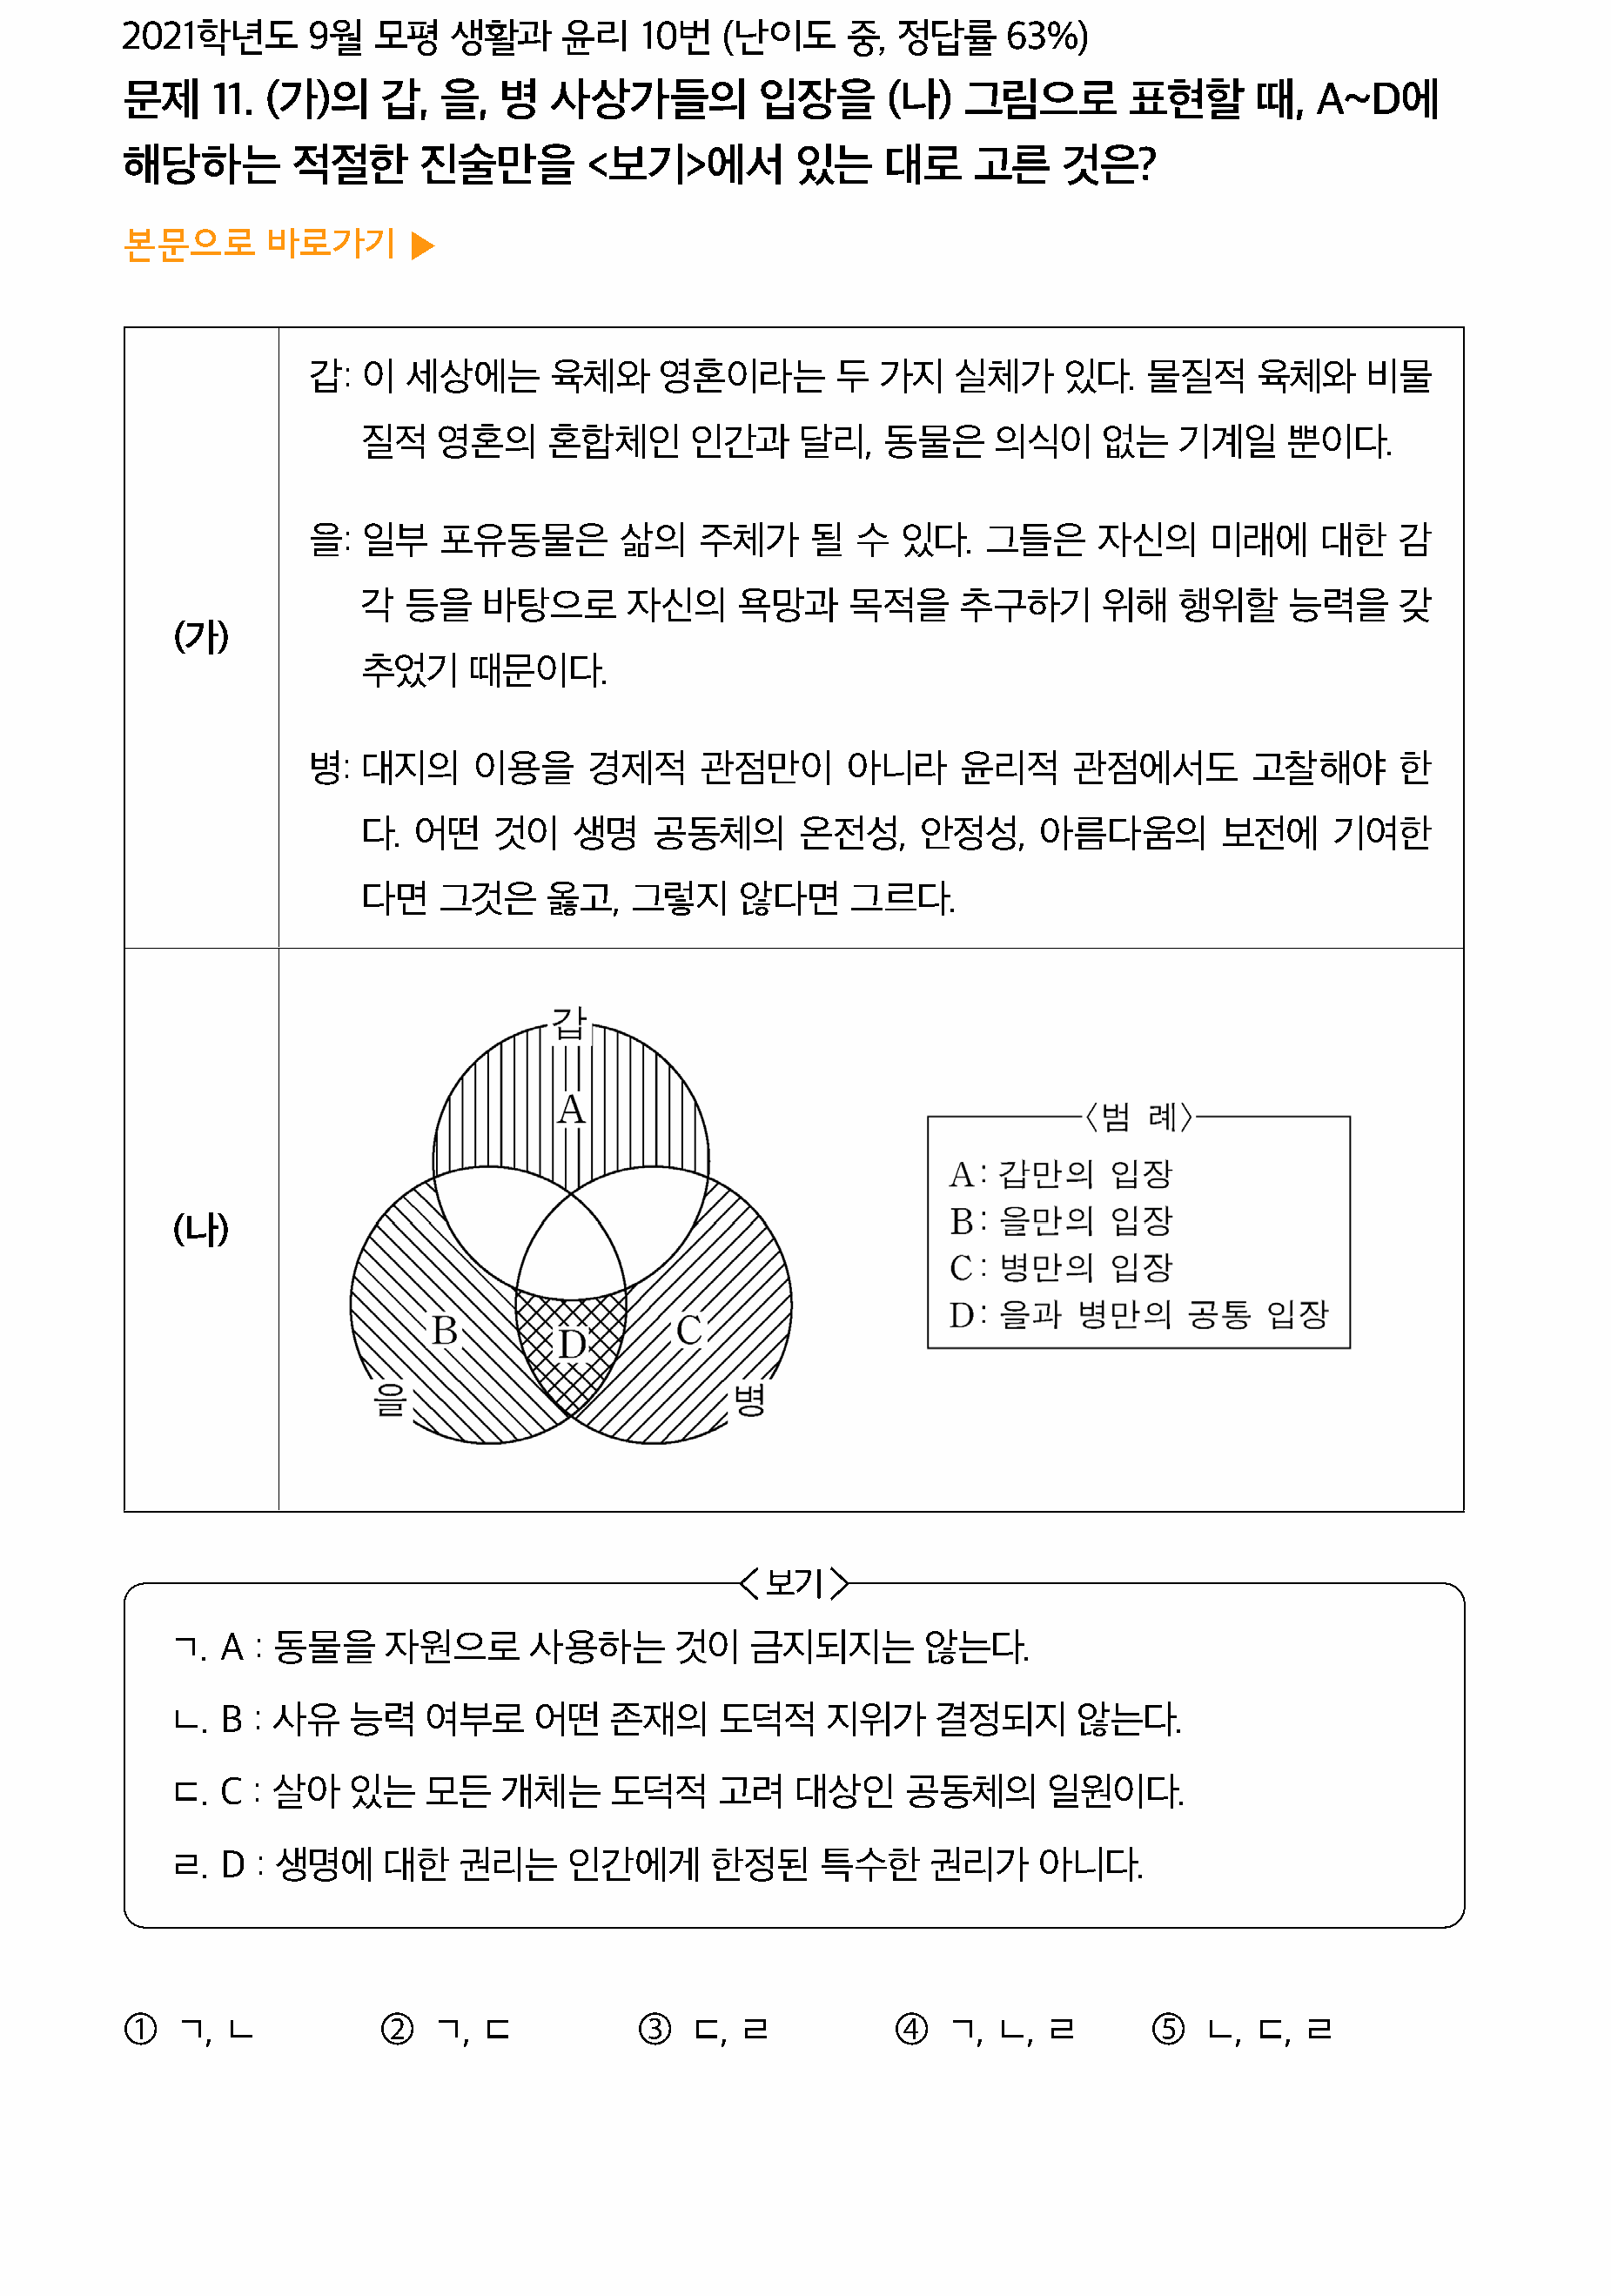 2021학년도 9월 모평 생활과 윤리 10번 (난이도 중, 정답률 63%)
문제 11. (가)의 갑, 을, 병 사상가들의 입장을 (나) 그림으로 표현할 때, A~D에
해당하는 적절한 진술만을 <보기>에서 있는 대로 고른 것은?
본문으로 바로가기 ▶
(가)
갑: 이 세상에는 육체와 영혼이라는 두 가지 실체가 있다. 물질적 육체와 비물
질적 영혼의 혼합체인 인간과 달리, 동물은 의식이 없는 기계일 뿐이다.
을: 일부 포유동물은 삶의 주체가 될 수 있다. 그들은 자신의 미래에 대한 감
각 등을 바탕으로 자신의 욕망과 목적을 추구하기 위해 행위할 능력을 갖
추었기 때문이다.
병: 대지의 이용을 경제적 관점만이 아니라 윤리적 관점에서도 고찰해야 한
다. 어떤 것이 생명 공동체의 온전성, 안정성, 아름다움의 보전에 기여한
다면 그것은 옳고, 그렇지 않다면 그르다.
(나)
갑
A
B
D
C
을
병
〈범 례〉
A: 갑만의 입장
B: 을만의 입장
C: 병만의 입장
D: 을과 병만의 공통 입장
<보기>
ㄱ. A : 동물을 자원으로 사용하는 것이 금지되지는 않는다.
ㄴ. B : 사유 능력 여부로 어떤 존재의 도덕적 지위가 결정되지 않는다.
ㄷ. C : 살아 있는 모든 개체는 도덕적 고려 대상인 공동체의 일원이다.
ㄹ. D : 생명에 대한 권리는 인간에게 한정된 특수한 권리가 아니다.
① ㄱ, ㄴ ② ㄱ, ㄷ ③ ㄷ, ㄹ ④ ㄱ, ㄴ, ㄹ ⑤ ㄴ, ㄷ, ㄹ